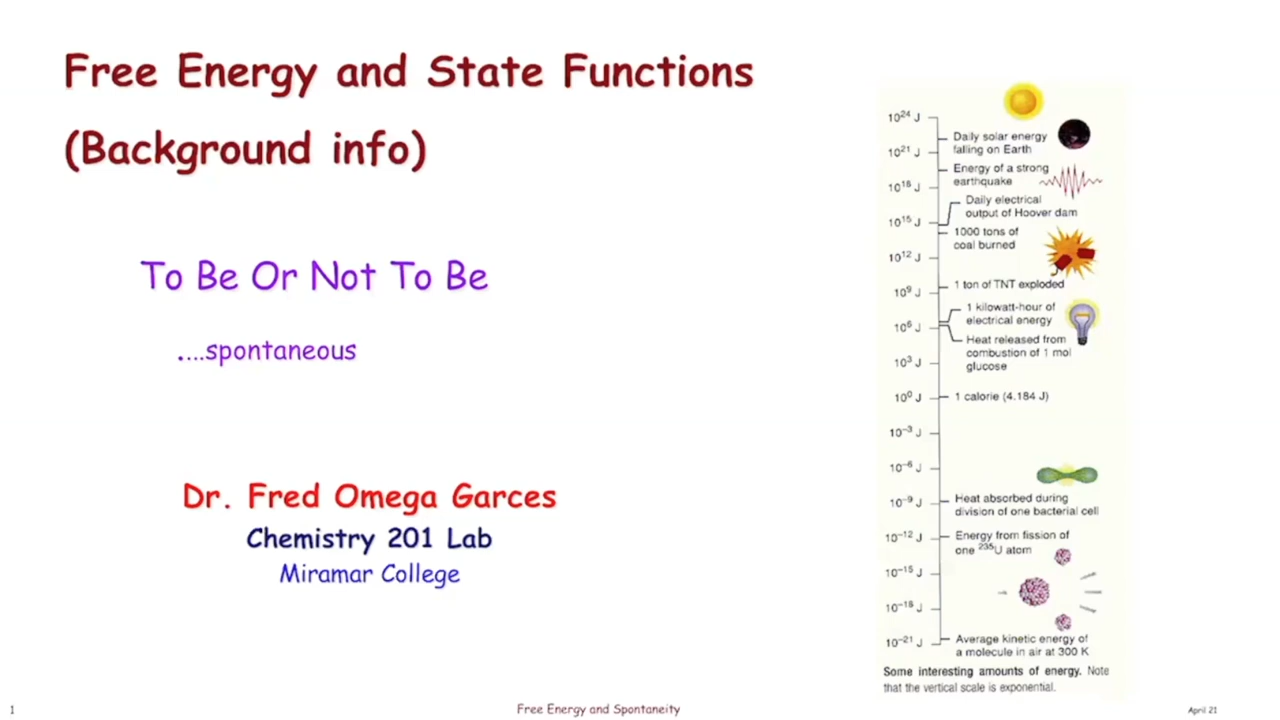 Free Energy and State Functions
(Background info)
To Be Or Not To Be
....spontaneous
Dr. Fred Omega Garces
Chemistry 201 Lab
Miramar College
10²⁴ J
Daily solar energy
falling on Earth
10²¹ J
Energy of a strong
earthquake
10¹⁸ J
Daily electrical
output of Hoover dam
10¹⁵ J
1000 tons of
coal burned
10¹² J
1 ton of TNT exploded
10⁹ J
1 kilowatt-hour of
electrical energy
10⁶ J
Heat released from
combustion of 1 mol
glucose
10³ J
10⁰ J
1 calorie (4.184 J)
10⁻³ J
10⁻⁶ J
10⁻⁹ J
Heat absorbed during
division of one bacterial cell
10⁻¹² J
Energy from fission of
one ²³⁵U atom
10⁻¹⁵ J
10⁻¹⁸ J
10⁻²¹ J
Average kinetic energy of
a molecule in air at 300 K
Some interesting amounts of energy. Note
that the vertical scale is exponential.
1
Free Energy and Spontaneity
April 21